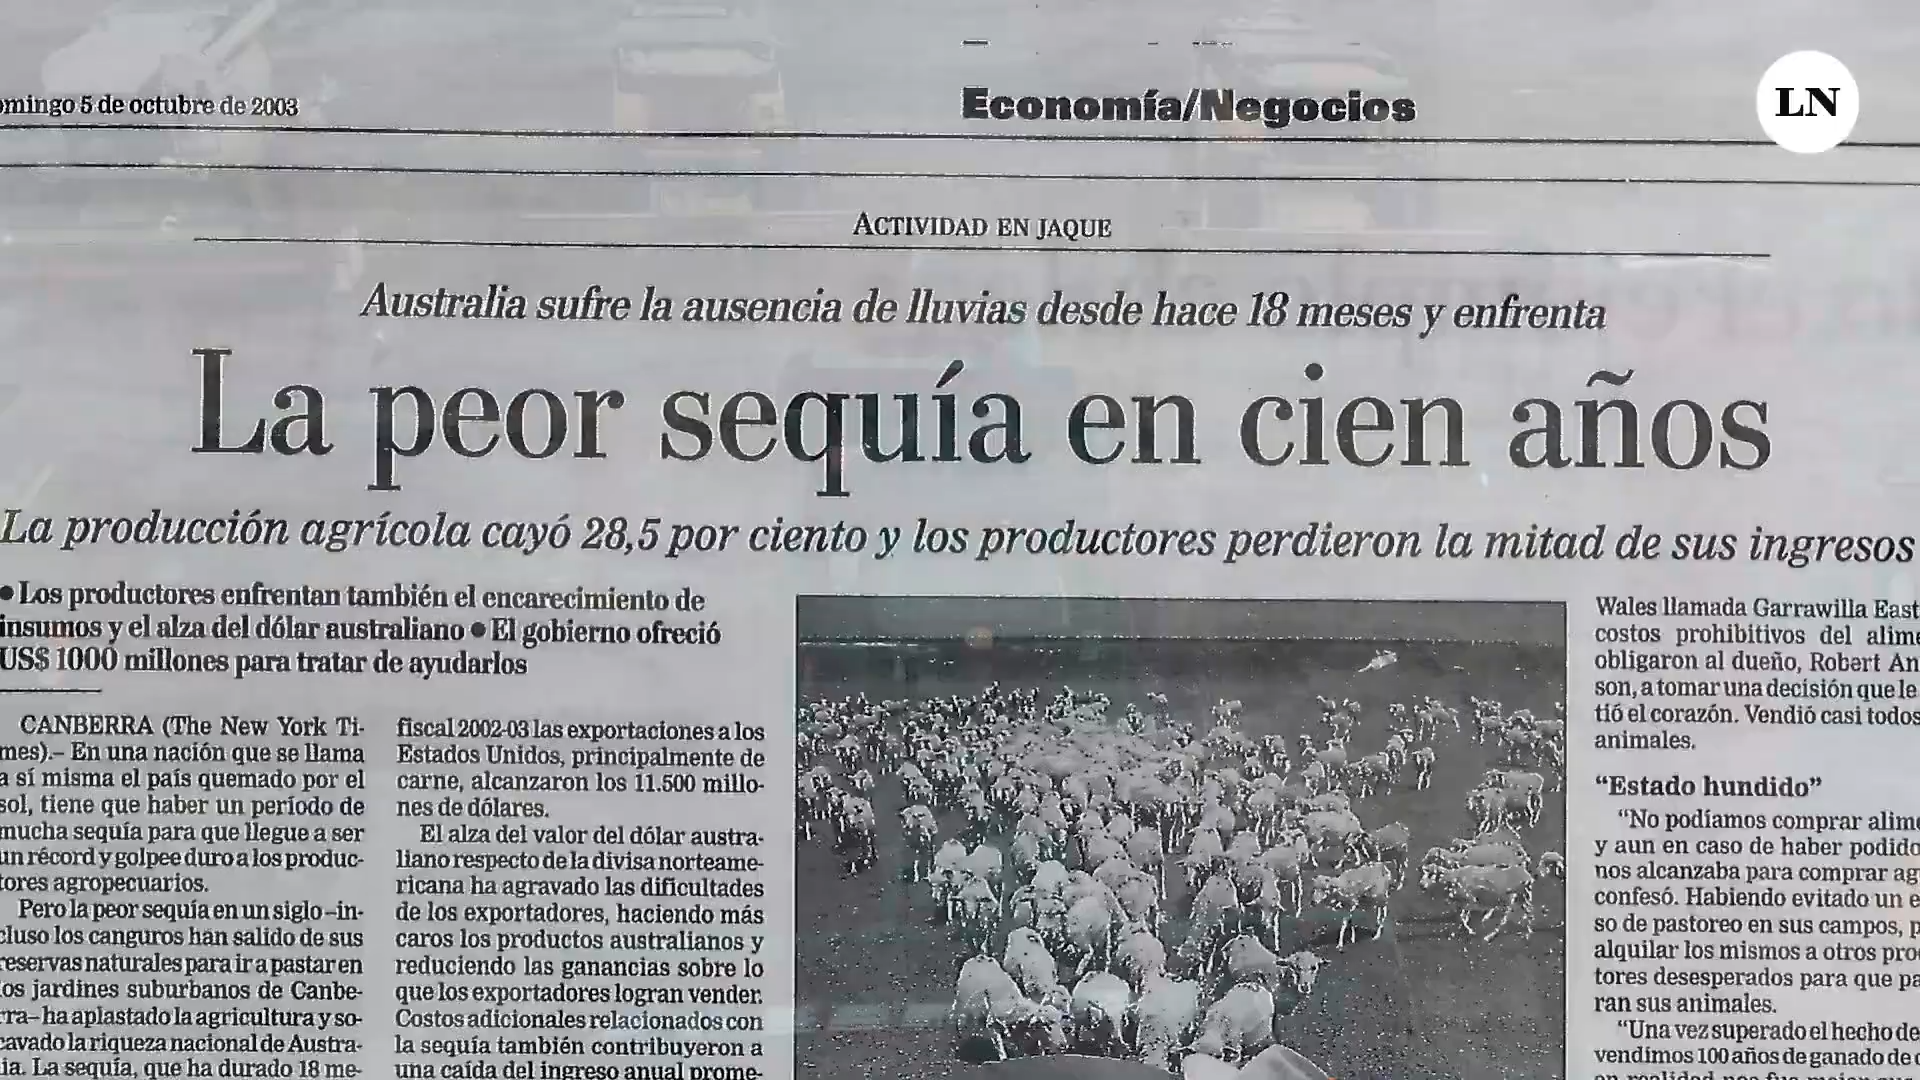 omingo 5 de octubre de 2003
Economía/Negocios
LN
ACTIVIDAD EN JAQUE
Australia sufre la ausencia de lluvias desde hace 18 meses y enfrenta
La peor sequía en cien años
La producción agrícola cayó 28,5 por ciento y los productores perdieron la mitad de sus ingresos
● Los productores enfrentan también el encarecimiento de
insumos y el alza del dólar australiano ● El gobierno ofreció
US$ 1000 millones para tratar de ayudarlos
CANBERRA (The New York Ti-
mes).– En una nación que se llama
a sí misma el país quemado por el
sol, tiene que haber un período de
mucha sequía para que llegue a ser
un récord y golpee duro a los produc-
tores agropecuarios.
Pero la peor sequía en un siglo –in-
cluso los canguros han salido de sus
reservas naturales para ir a pastar en
los jardines suburbanos de Canbe-
rra– ha aplastado la agricultura y so-
cavado la riqueza nacional de Austra-
lia. La sequía, que ha durado 18 me-
fiscal 2002-03 las exportaciones a los
Estados Unidos, principalmente de
carne, alcanzaron los 11.500 millo-
nes de dólares.
El alza del valor del dólar austra-
liano respecto de la divisa norteame-
ricana ha agravado las dificultades
de los exportadores, haciendo más
caros los productos australianos y
reduciendo las ganancias sobre lo
que los exportadores logran vender.
Costos adicionales relacionados con
la sequía también contribuyeron a
una caída del ingreso anual prome-
Wales llamada Garrawilla East
costos prohibitivos del alime
obligaron al dueño, Robert An
son, a tomar una decisión que le
tió el corazón. Vendió casi todos
animales.
“Estado hundido”
“No podíamos comprar alime
y aun en caso de haber podido
nos alcanzaba para comprar ag
confesó. Habiendo evitado un e
so de pastoreo en sus campos, p
alquilar los mismos a otros pro
tores desesperados para que pa
ran sus animales.
“Una vez superado el hecho de
vendimos 100 años de ganado de